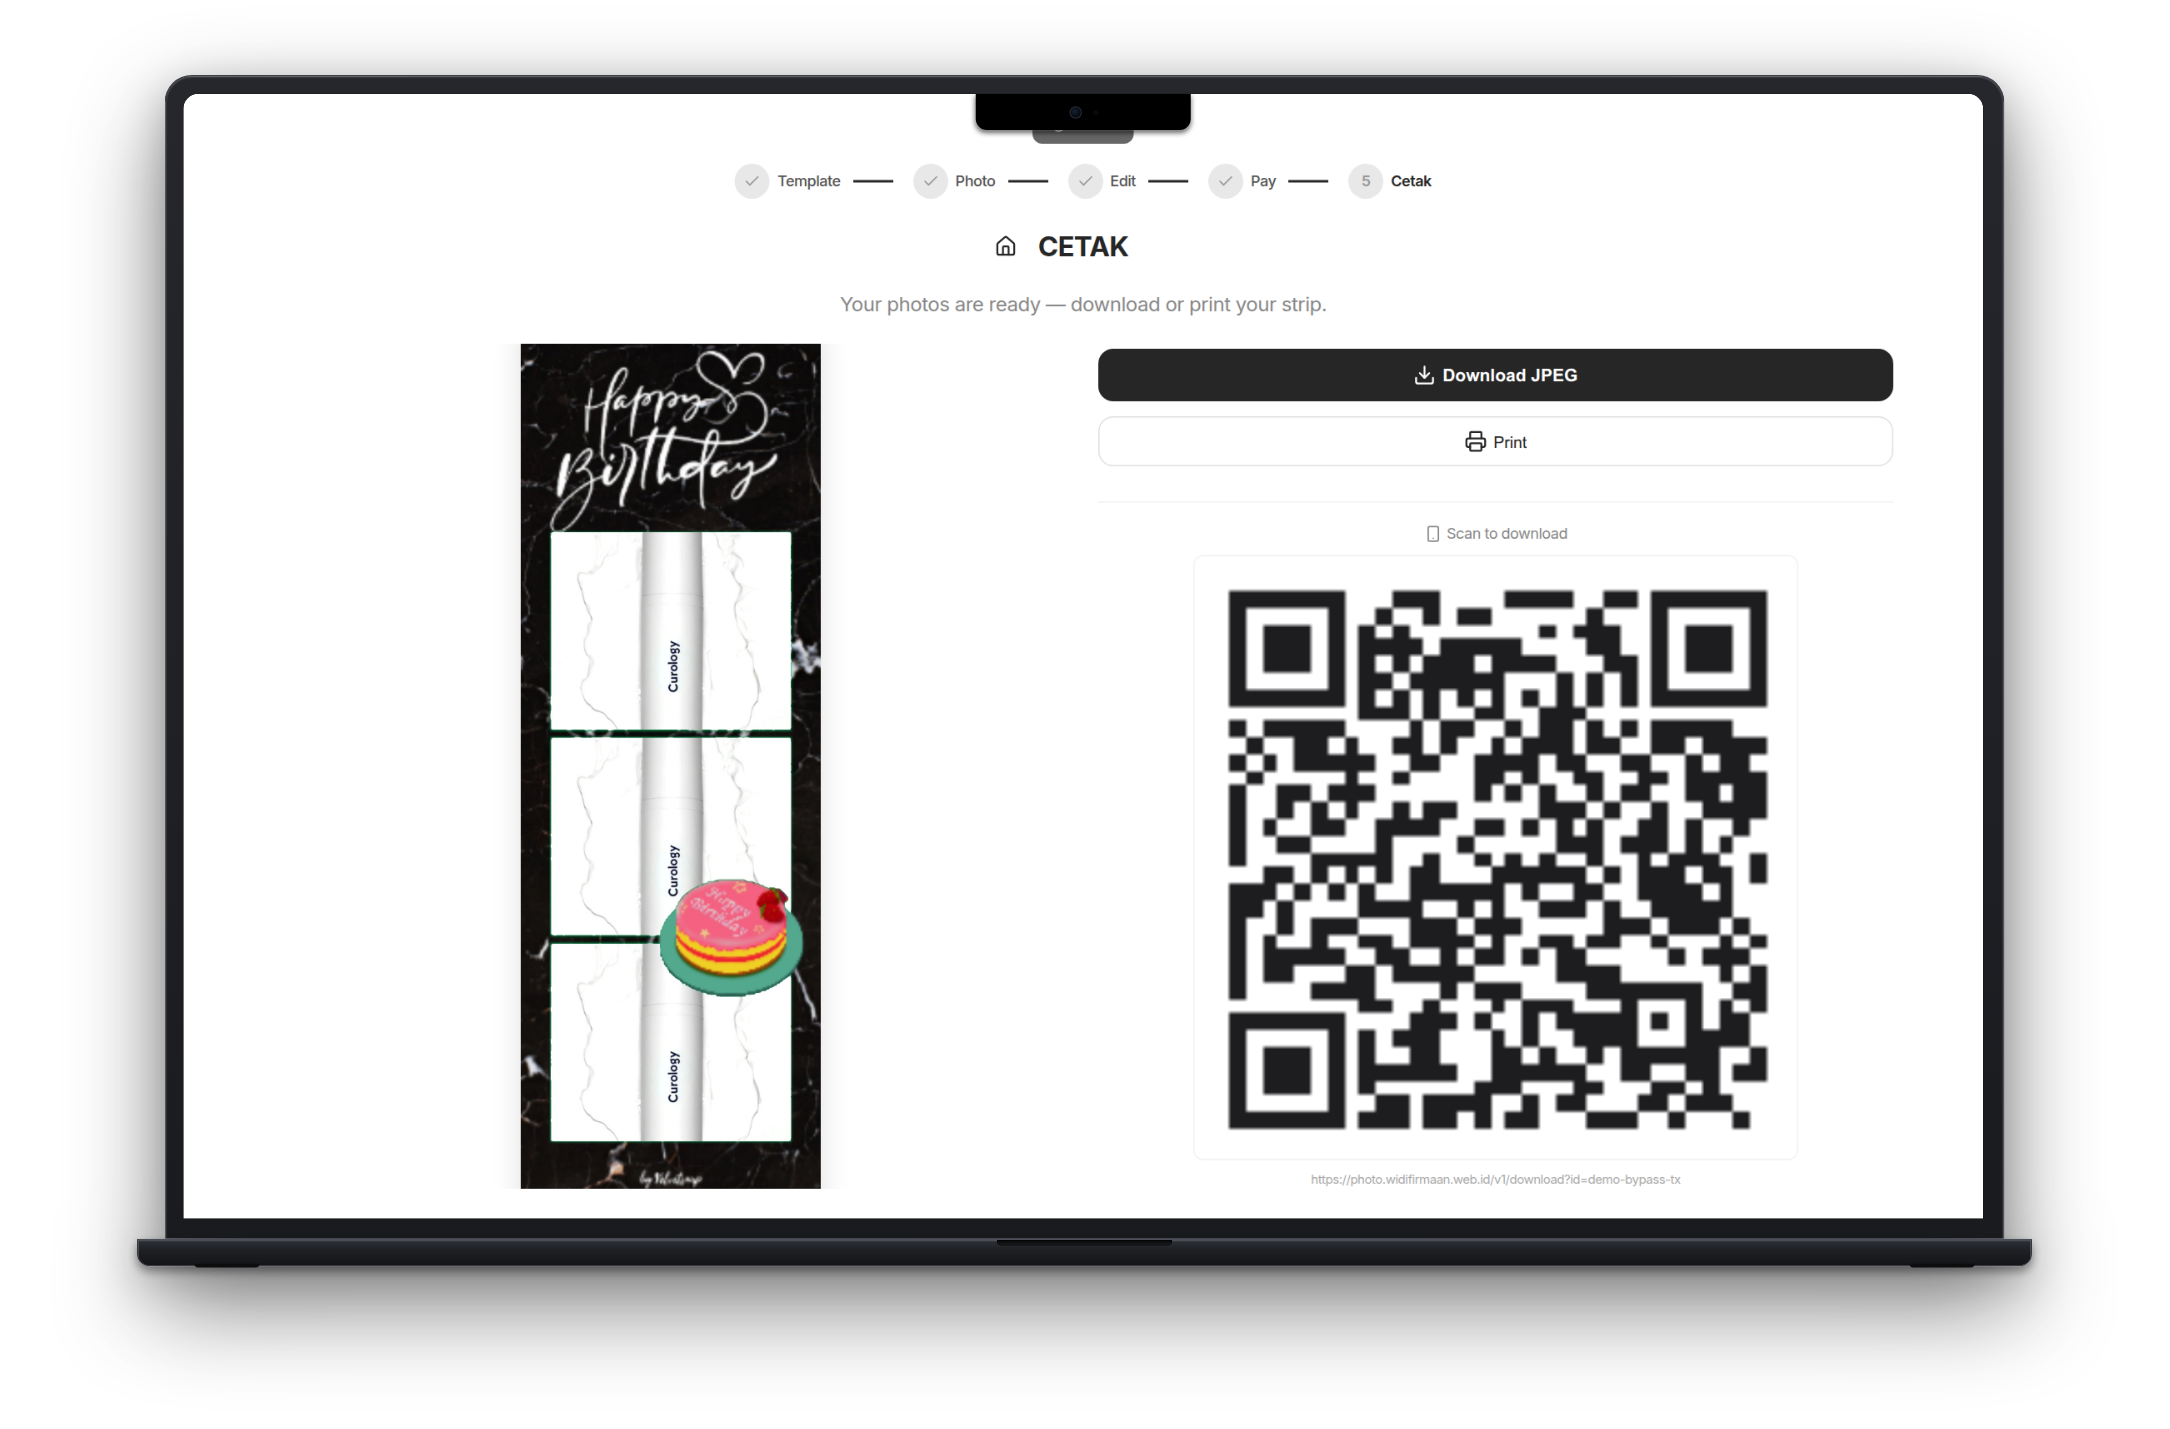 Template
Photo
Edit
Pay
5
Cetak
CETAK
Your photos are ready — download or print your strip.
Happy
Birthday
Curology
Curology
Happy
Birthday
Curology
Download JPEG
Print
Scan to download
https://photo.widifirmaan.web.id/v1/download?id=demo-bypass-tx